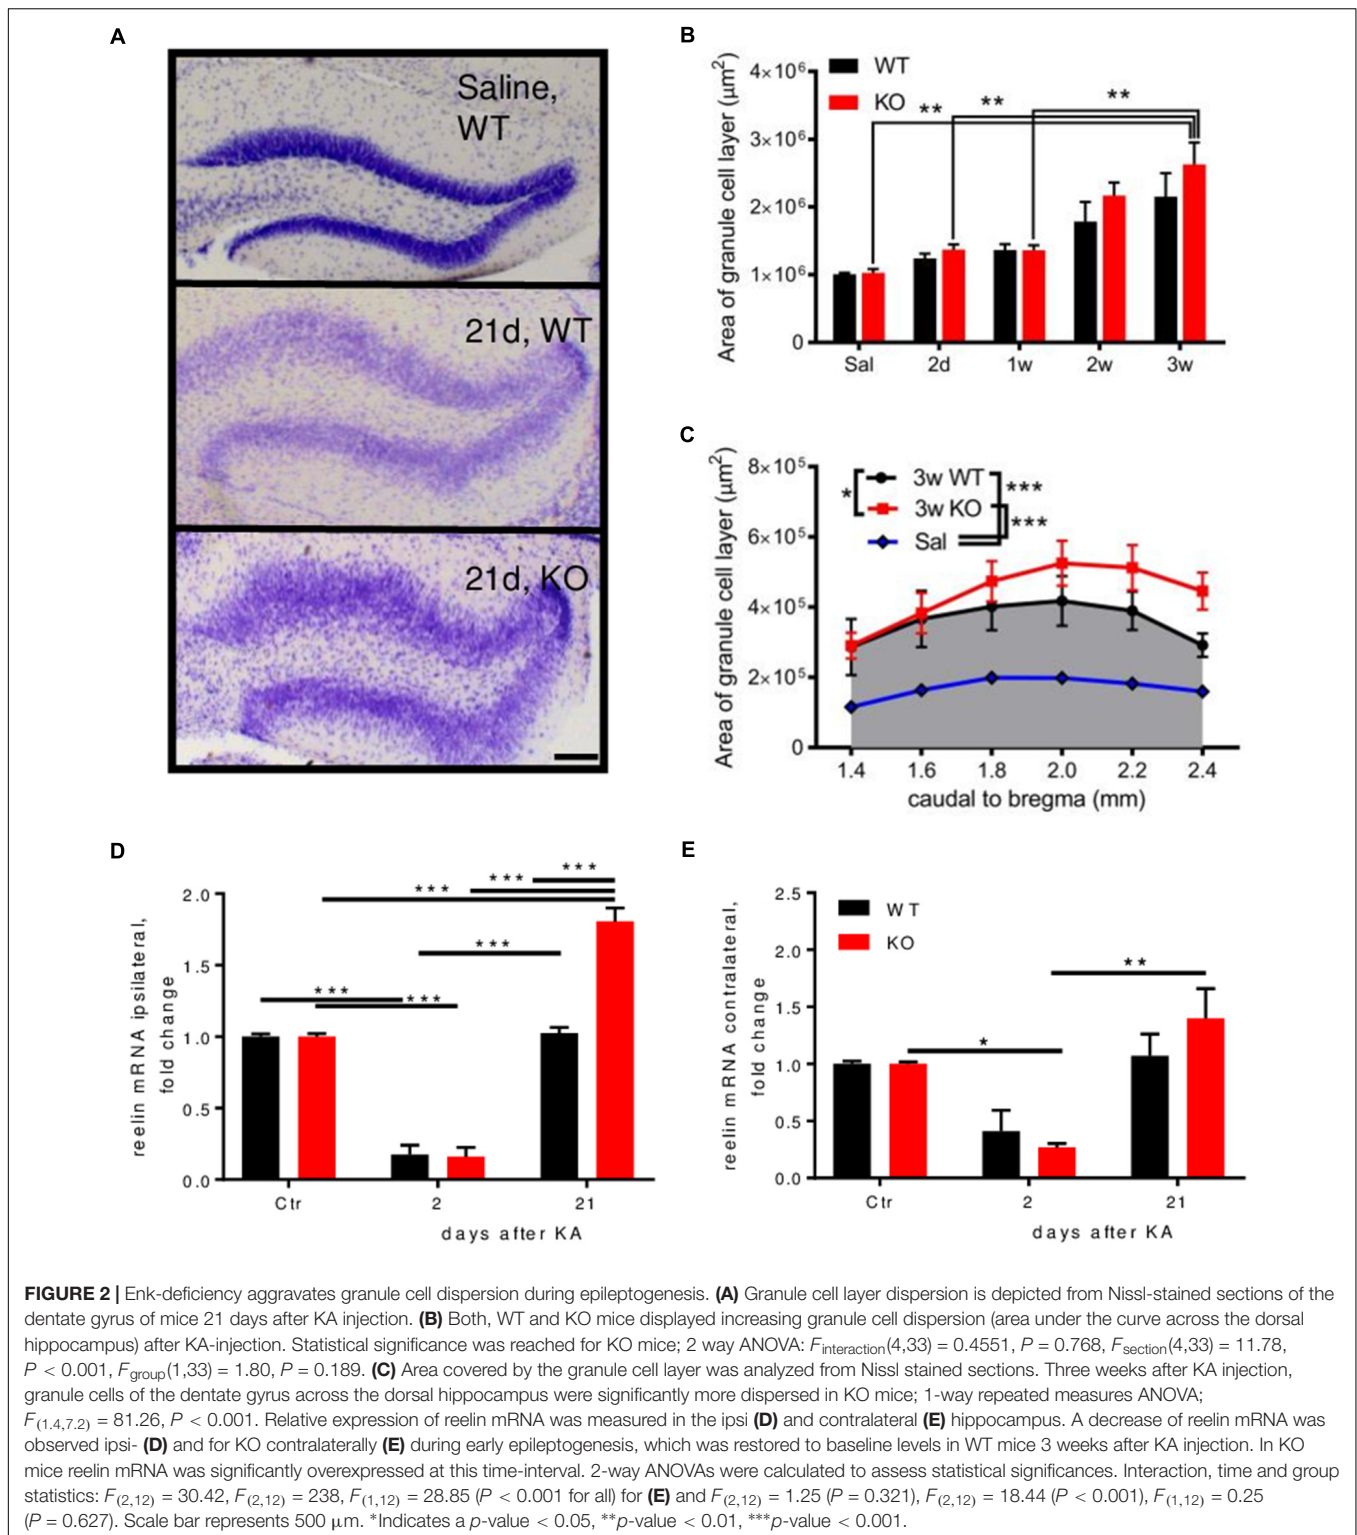 A
Saline,
WT
21d, WT
21d, KO
B
Area of granule cell layer (μm²)
4×10⁶
3×10⁶
2×10⁶
1×10⁶
0
WT
KO
**
**
**
Sal
2d
1w
2w
3w
C
Area of granule cell layer (μm²)
8×10⁵
6×10⁵
4×10⁵
2×10⁵
0
*
3w WT
3w KO
Sal
***
***
1.4
1.6
1.8
2.0
2.2
2.4
caudal to bregma (mm)
D
reelin mRNA ipsilateral,
fold change
2.0
1.5
1.0
0.5
0.0
***
***
***
***
***
***
Ctr
2
21
days after KA
E
reelin mRNA contralateral,
fold change
2.5
2.0
1.5
1.0
0.5
0.0
WT
KO
*
**
Ctr
2
21
days after KA
FIGURE 2 | Enk-deficiency aggravates granule cell dispersion during epileptogenesis. (A) Granule cell layer dispersion is depicted from Nissl-stained sections of the
dentate gyrus of mice 21 days after KA injection. (B) Both, WT and KO mice displayed increasing granule cell dispersion (area under the curve across the dorsal
hippocampus) after KA-injection. Statistical significance was reached for KO mice; 2 way ANOVA: Finteraction(4,33) = 0.4551, P = 0.768, Fsection(4,33) = 11.78,
P < 0.001, Fgroup(1,33) = 1.80, P = 0.189. (C) Area covered by the granule cell layer was analyzed from Nissl stained sections. Three weeks after KA injection,
granule cells of the dentate gyrus across the dorsal hippocampus were significantly more dispersed in KO mice; 1-way repeated measures ANOVA;
F(1.4,7.2) = 81.26, P < 0.001. Relative expression of reelin mRNA was measured in the ipsi (D) and contralateral (E) hippocampus. A decrease of reelin mRNA was
observed ipsi- (D) and for KO contralaterally (E) during early epileptogenesis, which was restored to baseline levels in WT mice 3 weeks after KA injection. In KO
mice reelin mRNA was significantly overexpressed at this time-interval. 2-way ANOVAs were calculated to assess statistical significances. Interaction, time and group
statistics: F(2,12) = 30.42, F(2,12) = 238, F(1,12) = 28.85 (P < 0.001 for all) for (E) and F(2,12) = 1.25 (P = 0.321), F(2,12) = 18.44 (P < 0.001), F(1,12) = 0.25
(P = 0.627). Scale bar represents 500 μm. *Indicates a p-value < 0.05, **p-value < 0.01, ***p-value < 0.001.